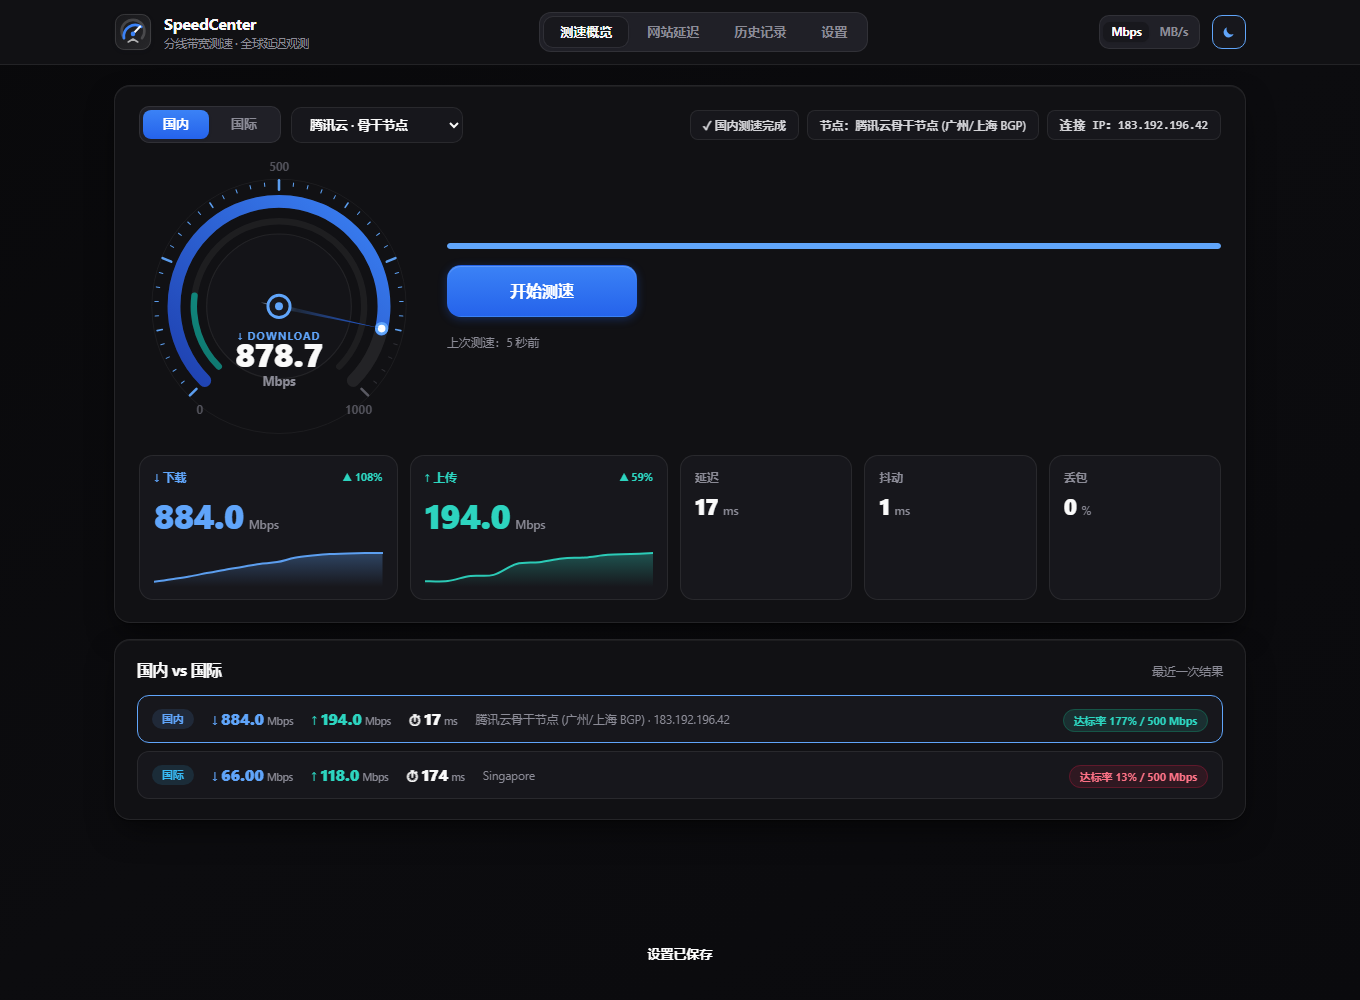 SpeedCenter
分线带宽测速 · 全球延迟观测
测速概览 网站延迟 历史记录 设置
Mbps MB/s
国内 国际
腾讯云 · 骨干节点
✓ 国内测速完成
节点：腾讯云骨干节点 (广州/上海 BGP)
连接 IP: 183.192.196.42
500
0
1000
↓ DOWNLOAD
878.7
Mbps
开始测速
上次测速：5 秒前
↓ 下载 ▲ 108%
884.0 Mbps
↑ 上传 ▲ 59%
194.0 Mbps
延迟
17 ms
抖动
1 ms
丢包
0 %
国内 vs 国际
最近一次结果
国内 ↓ 884.0 Mbps ↑ 194.0 Mbps ⏱ 17 ms 腾讯云骨干节点 (广州/上海 BGP) · 183.192.196.42 达标率 177% / 500 Mbps
国际 ↓ 66.00 Mbps ↑ 118.0 Mbps ⏱ 174 ms Singapore 达标率 13% / 500 Mbps
设置已保存